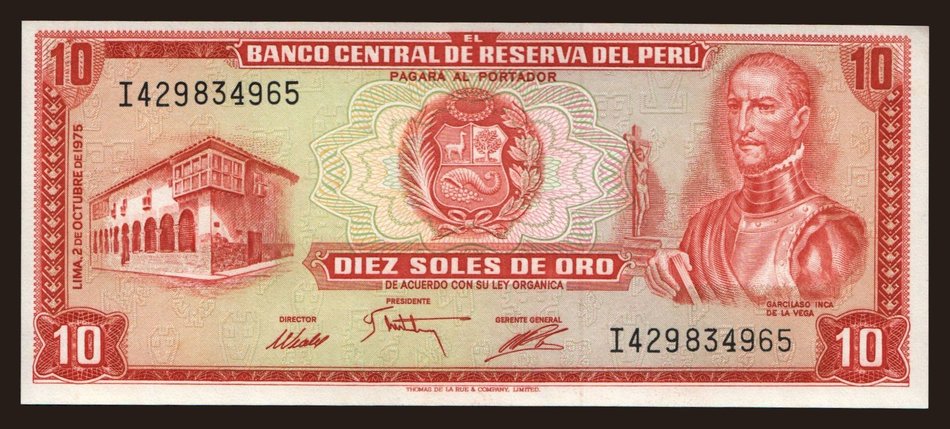 EL
BANCO CENTRAL DE RESERVA DEL PERÚ
PAGARA AL PORTADOR
10
10
I429834965
LIMA, 2 DE OCTUBRE DE 1975
DIEZ SOLES DE ORO
DE ACUERDO CON SU LEY ORGANICA
GARCILASO INCA
DE LA VEGA
DIRECTOR
PRESIDENTE
GERENTE GENERAL
I429834965
10
10
THOMAS DE LA RUE & COMPANY, LIMITED.